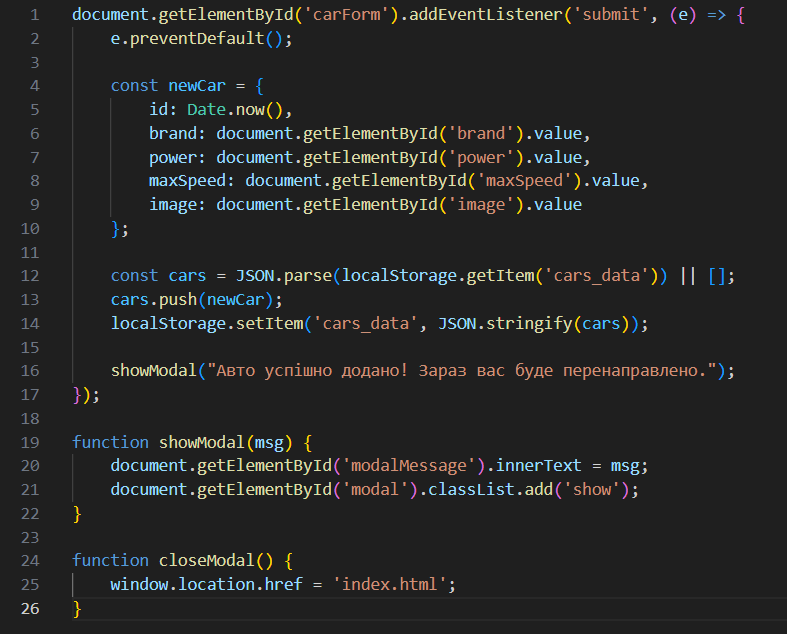 1 document.getElementById('carForm').addEventListener('submit', (e) => {
2     e.preventDefault();
3
4     const newCar = {
5         id: Date.now(),
6         brand: document.getElementById('brand').value,
7         power: document.getElementById('power').value,
8         maxSpeed: document.getElementById('maxSpeed').value,
9         image: document.getElementById('image').value
10     };
11
12     const cars = JSON.parse(localStorage.getItem('cars_data')) || [];
13     cars.push(newCar);
14     localStorage.setItem('cars_data', JSON.stringify(cars));
15
16     showModal("Авто успішно додано! Зараз вас буде перенаправлено.");
17 });
18
19 function showModal(msg) {
20     document.getElementById('modalMessage').innerText = msg;
21     document.getElementById('modal').classList.add('show');
22 }
23
24 function closeModal() {
25     window.location.href = 'index.html';
26 }